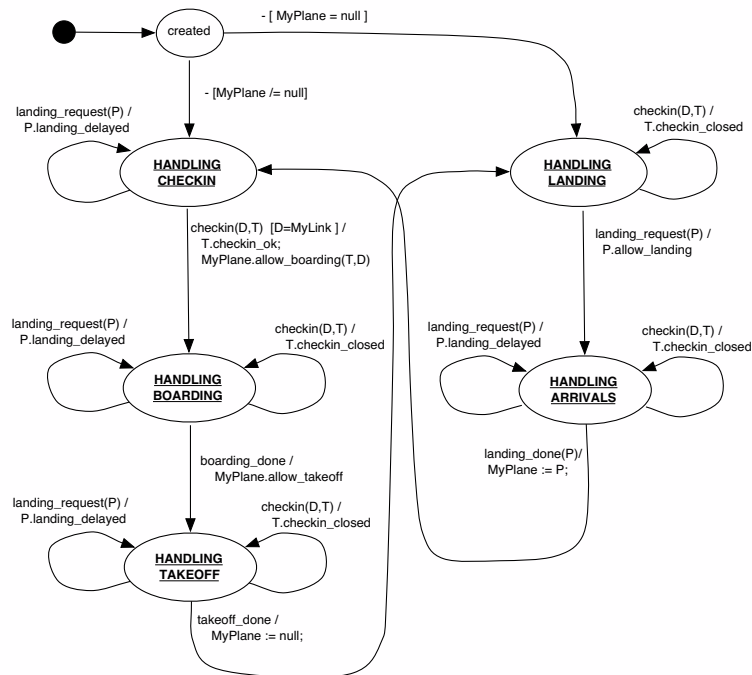 - [ MyPlane = null ]
created
- [MyPlane /= null]
landing_request(P) /
P.landing_delayed
HANDLING
CHECKIN
checkin(D,T) /
T.checkin_closed
HANDLING
LANDING
checkin(D,T) [D=MyLink ] /
T.checkin_ok;
MyPlane.allow_boarding(T,D)
landing_request(P) /
P.allow_landing
landing_request(P) /
P.landing_delayed
checkin(D,T) /
T.checkin_closed
HANDLING
BOARDING
landing_request(P) /
P.landing_delayed
checkin(D,T) /
T.checkin_closed
HANDLING
ARRIVALS
boarding_done /
MyPlane.allow_takeoff
landing_done(P)/
MyPlane := P;
landing_request(P) /
P.landing_delayed
checkin(D,T) /
T.checkin_closed
HANDLING
TAKEOFF
takeoff_done /
MyPlane := null;